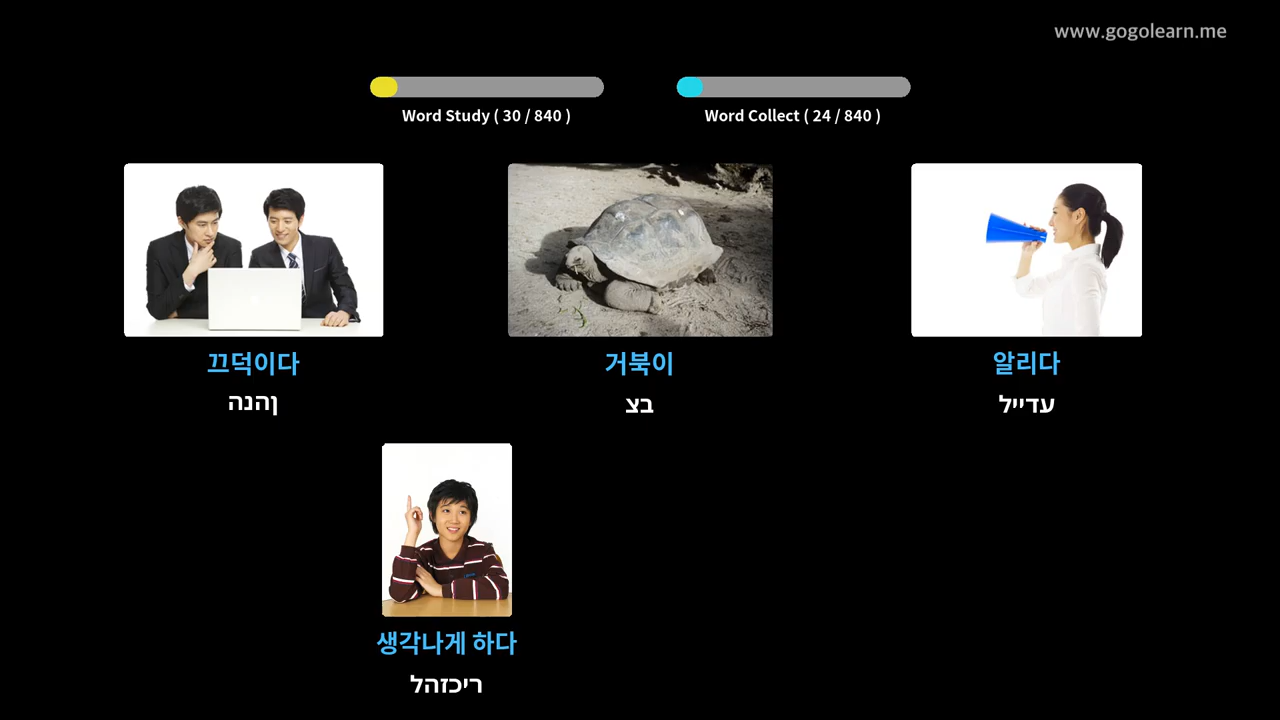 www.gogolearn.me
Word Study ( 30 / 840 )
Word Collect ( 24 / 840 )
끄덕이다
ןהנה
거북이
בצ
알리다
עדייל
생각나게 하다
ריכזהל